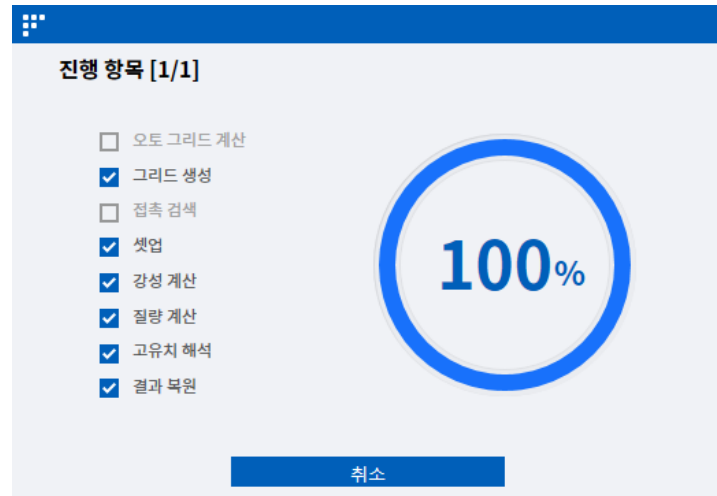 진행 항목 [1/1]
오토 그리드 계산
그리드 생성
접촉 검색
셋업
강성 계산
질량 계산
고유치 해석
결과 복원
100%
취소